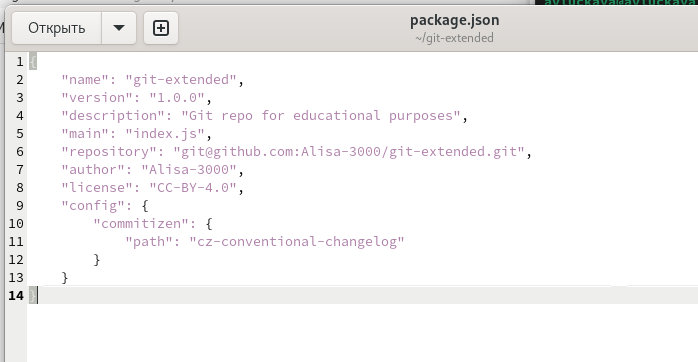 Открыть
package.json
~/git-extended
1 {
2     "name": "git-extended",
3     "version": "1.0.0",
4     "description": "Git repo for educational purposes",
5     "main": "index.js",
6     "repository": "git@github.com:Alisa-3000/git-extended.git",
7     "author": "Alisa-3000",
8     "license": "CC-BY-4.0",
9     "config": {
10         "commitizen": {
11             "path": "cz-conventional-changelog"
12         }
13     }
14 }